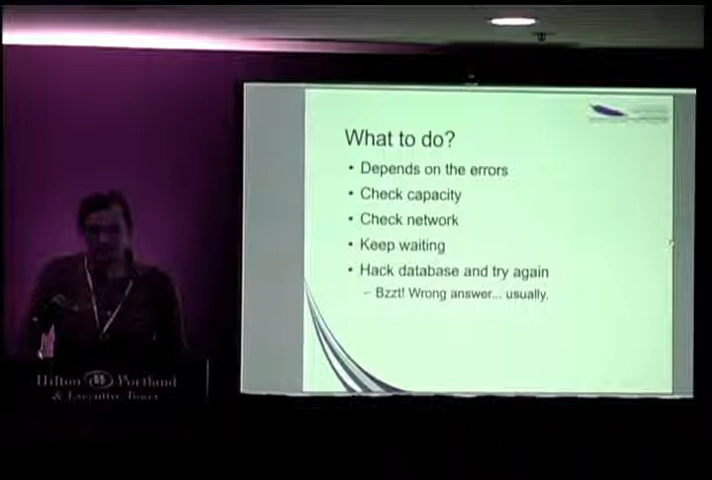 What to do?
• Depends on the errors
• Check capacity
• Check network
• Keep waiting
• Hack database and try again
– Bzzt! Wrong answer... usually.
Hilton Portland
& Executive Tower